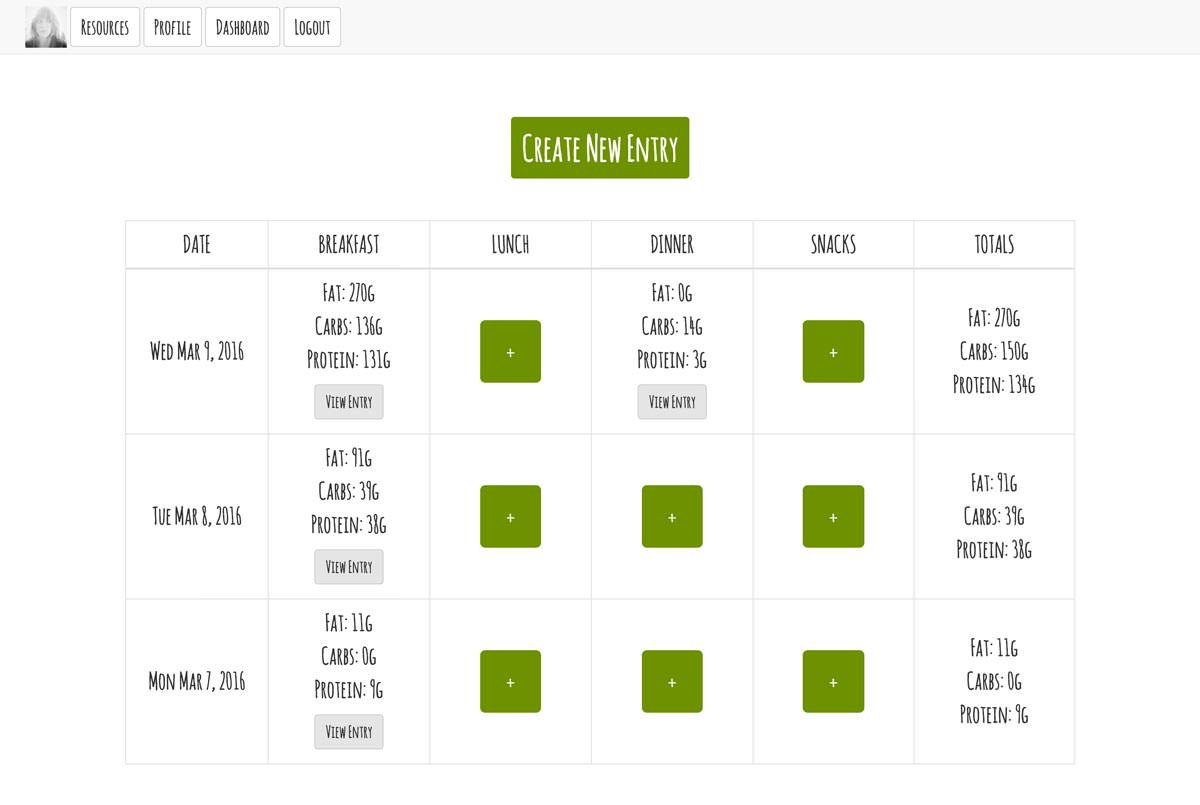 Resources Profile Dashboard Logout
Create New Entry
DATE BREAKFAST LUNCH DINNER SNACKS TOTALS
Wed Mar 9, 2016
Fat: 270g
Carbs: 136g
Protein: 131g
View Entry
+
Fat: 0g
Carbs: 14g
Protein: 3g
View Entry
+
Fat: 270g
Carbs: 150g
Protein: 134g
Tue Mar 8, 2016
Fat: 91g
Carbs: 39g
Protein: 38g
View Entry
+
+
+
Fat: 91g
Carbs: 39g
Protein: 38g
Mon Mar 7, 2016
Fat: 11g
Carbs: 0g
Protein: 9g
View Entry
+
+
+
Fat: 11g
Carbs: 0g
Protein: 9g